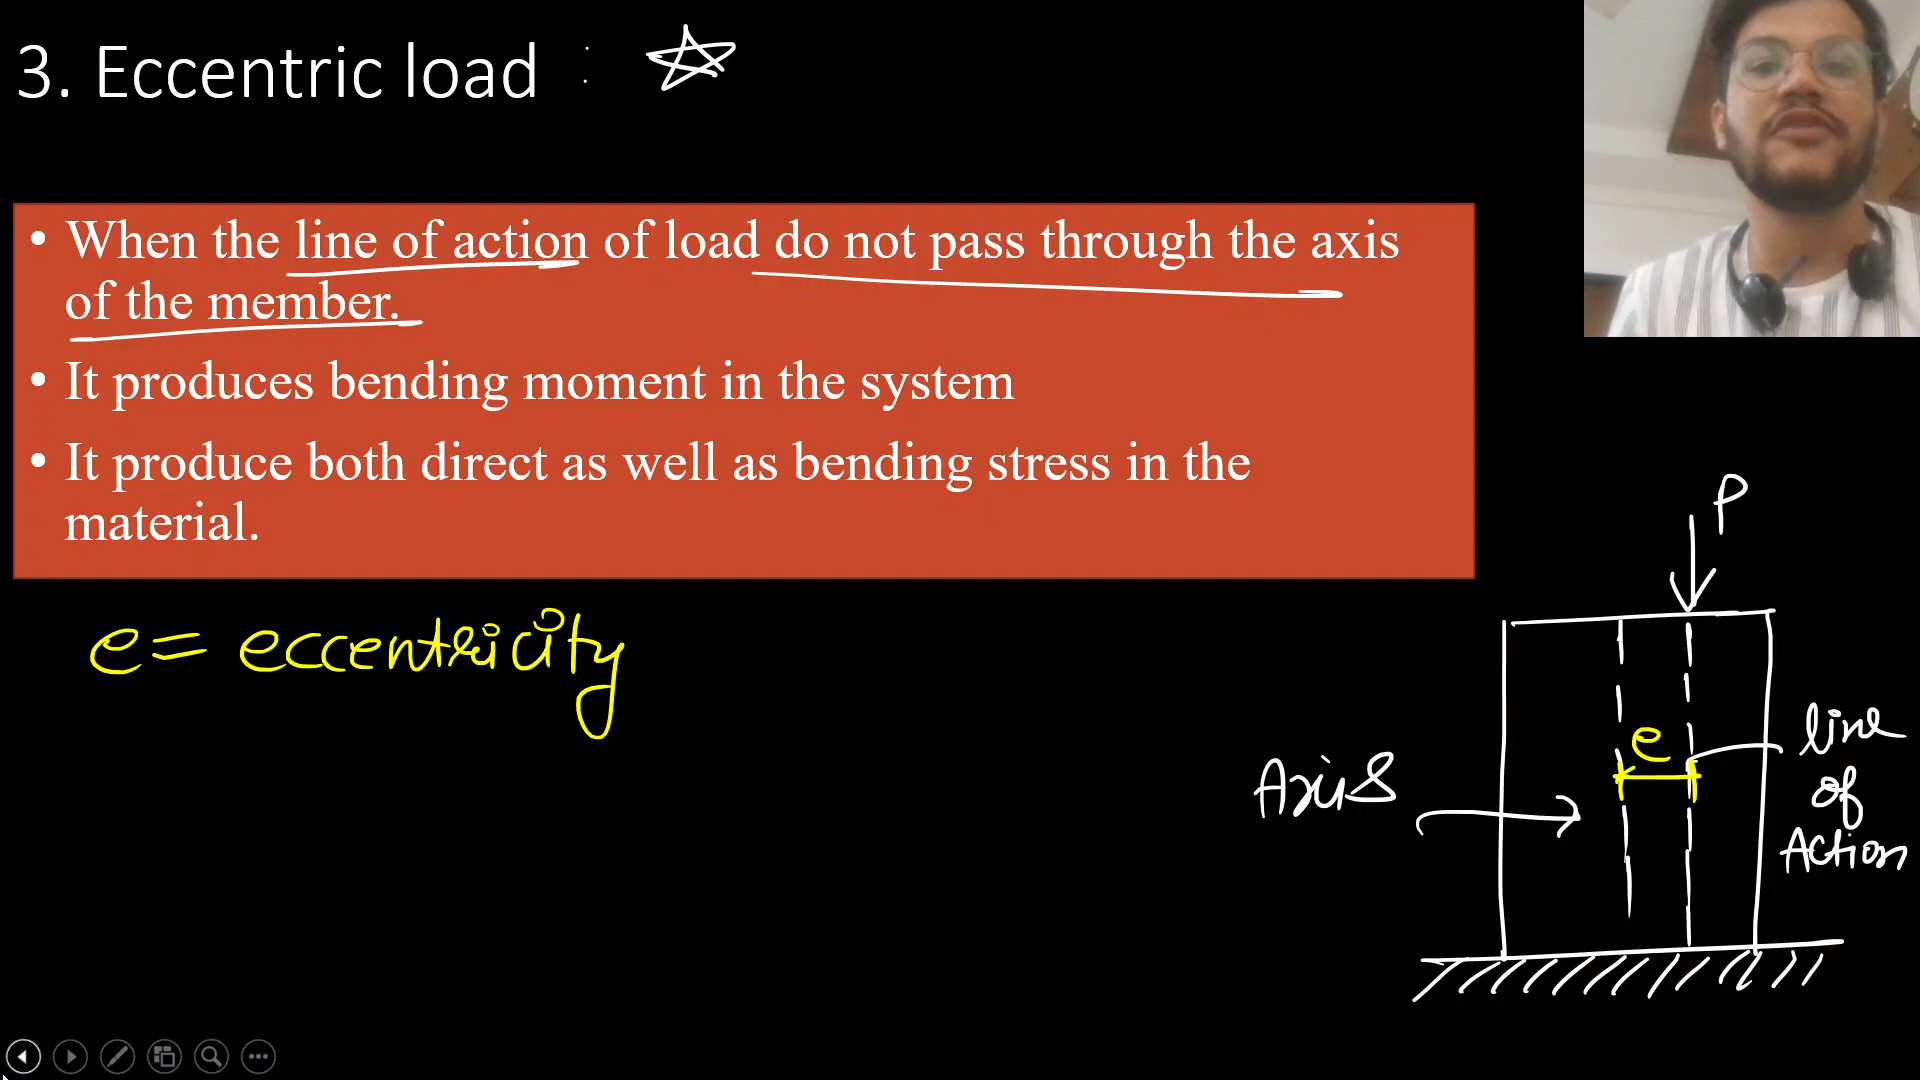 3. Eccentric load :
• When the line of action of load do not pass through the axis
of the member.
• It produces bending moment in the system
• It produce both direct as well as bending stress in the
material.
e = eccentricity
P
e
line
of
Action
Axis